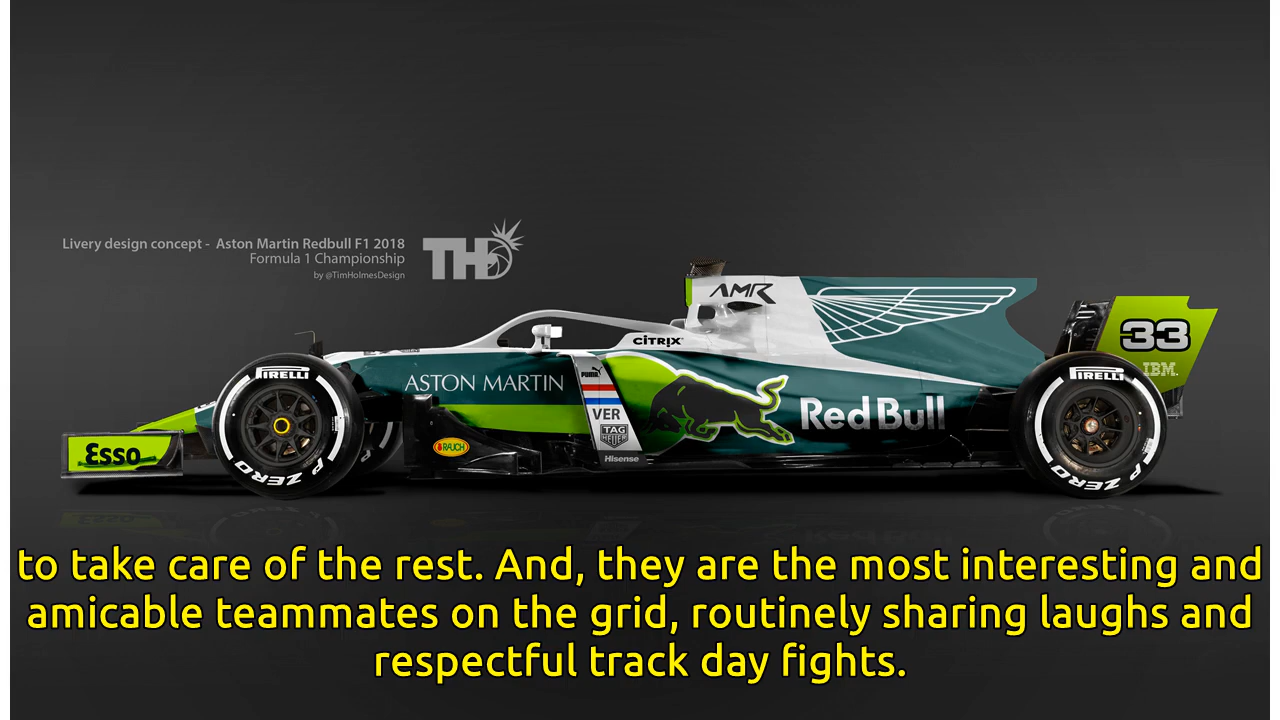 Livery design concept - Aston Martin Redbull F1 2018
Formula 1 Championship
by @TimHolmesDesign
THD
AMR
CITRIX
33
IBM.
PIRELLI
PIRELLI
PUMA
ASTON MARTIN
VER
TAG
HEUER
Red Bull
RAUCH
Hisense
Esso
P ZERO
P ZERO
to take care of the rest. And, they are the most interesting and
amicable teammates on the grid, routinely sharing laughs and
respectful track day fights.